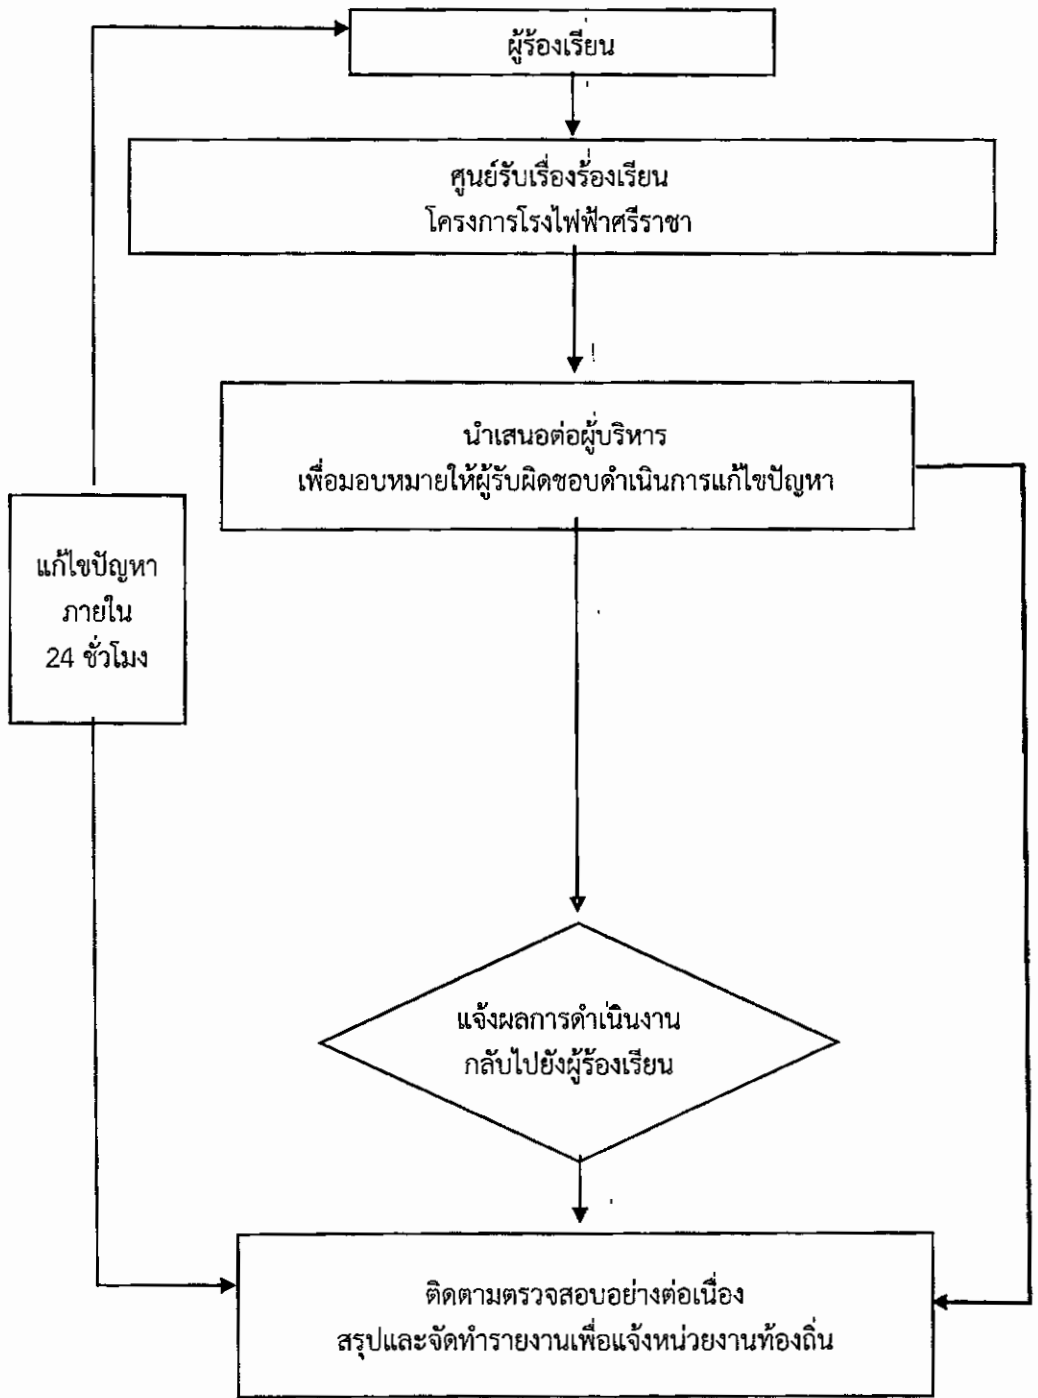 ผู้ร้องเรียน
ศูนย์รับเรื่องร้องเรียน
โครงการโรงไฟฟ้าศรีราชา
นำเสนอต่อผู้บริหาร
เพื่อมอบหมายให้ผู้รับผิดชอบดำเนินการแก้ไขปัญหา
แก้ไขปัญหา
ภายใน
24 ชั่วโมง
แจ้งผลการดำเนินงาน
กลับไปยังผู้ร้องเรียน
ติดตามตรวจสอบอย่างต่อเนื่อง
สรุปและจัดทำรายงานเพื่อแจ้งหน่วยงานท้องถิ่น